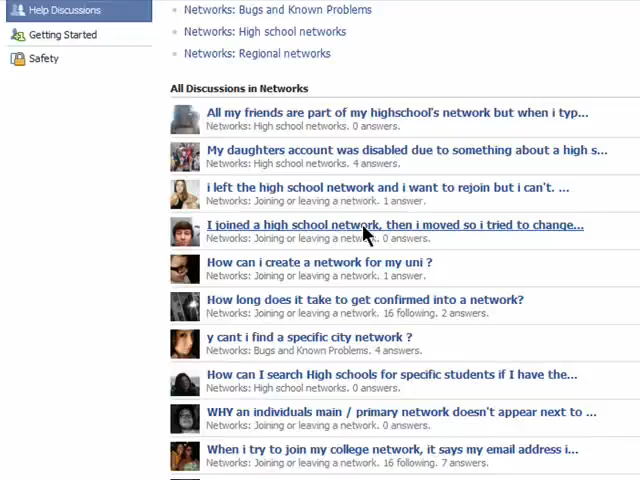 Help Discussions
Getting Started
Safety
Networks: Bugs and Known Problems
Networks: High school networks
Networks: Regional networks
All Discussions in Networks
All my friends are part of my highschool's network but when i typ...
Networks: High school networks. 0 answers.
My daughters account was disabled due to something about a high s...
Networks: High school networks. 4 answers.
i left the high school network and i want to rejoin but i can't. ...
Networks: Joining or leaving a network. 1 answer.
I joined a high school network, then i moved so i tried to change...
Networks: Joining or leaving a network. 0 answers.
How can i create a network for my uni ?
Networks: Joining or leaving a network. 1 answer.
How long does it take to get confirmed into a network?
Networks: Joining or leaving a network. 16 following. 2 answers.
y cant i find a specific city network ?
Networks: Bugs and Known Problems. 4 answers.
How can I search High schools for specific students if I have the...
Networks: High school networks. 0 answers.
WHY an individuals main / primary network doesn't appear next to ...
Networks: Joining or leaving a network. 0 answers.
When i try to join my college network, it says my email address i...
Networks: Joining or leaving a network. 16 following. 7 answers.